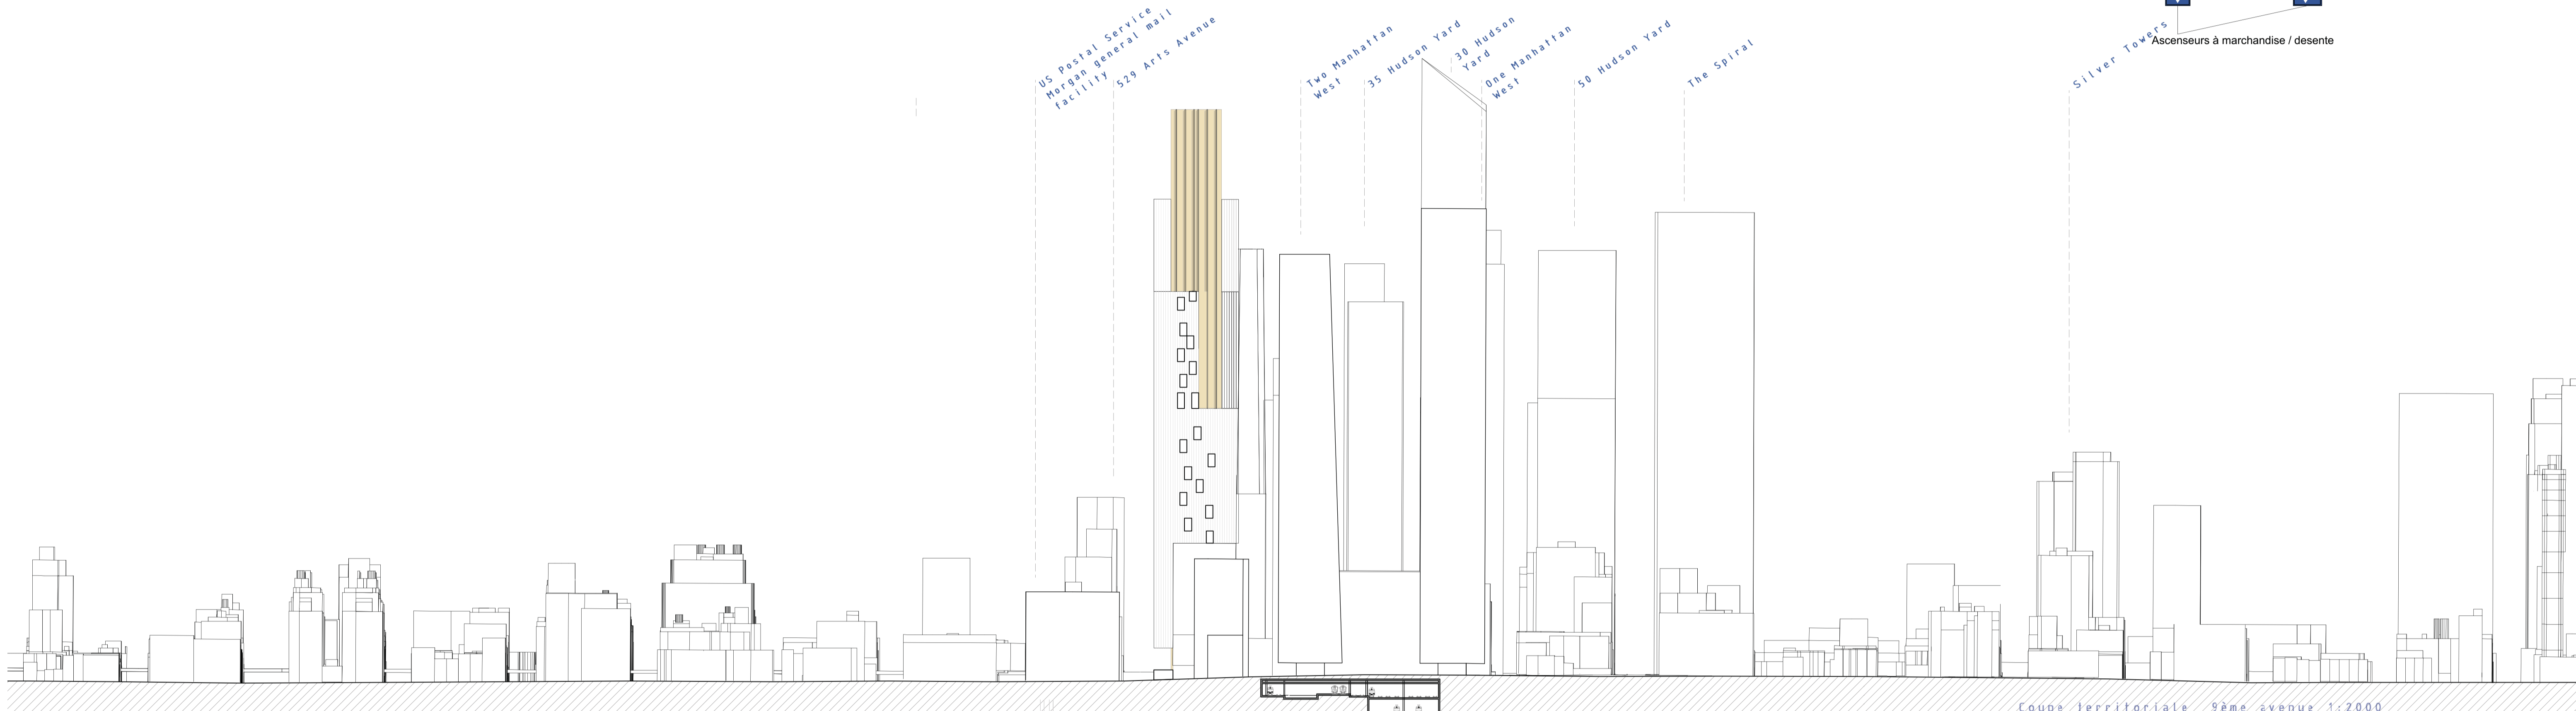 US Postal Service
Morgan general mail
facility
529 Arts Avenue
Two Manhattan
West
35 Hudson Yard
30 Hudson
Yard
One Manhattan
West
50 Hudson Yard
The Spiral
Silver Towers
Ascenseurs à marchandise / desente
Coupe territoriale 9ème avenue 1:2000